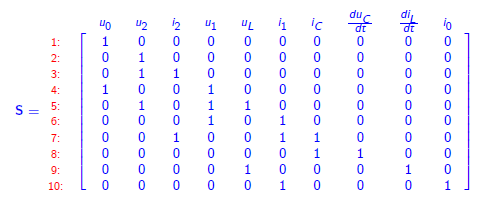 u0 u2 i2 u1 uL i1 iC duC/dt diL/dt i0
1: 1 0 0 0 0 0 0 0 0 0
2: 0 1 0 0 0 0 0 0 0 0
3: 0 1 1 0 0 0 0 0 0 0
4: 1 0 0 1 0 0 0 0 0 0
S = 5: 0 1 0 1 1 0 0 0 0 0
6: 0 0 0 1 0 1 0 0 0 0
7: 0 0 1 0 0 1 1 0 0 0
8: 0 0 0 0 0 0 1 1 0 0
9: 0 0 0 0 1 0 0 0 1 0
10: 0 0 0 0 0 1 0 0 0 1